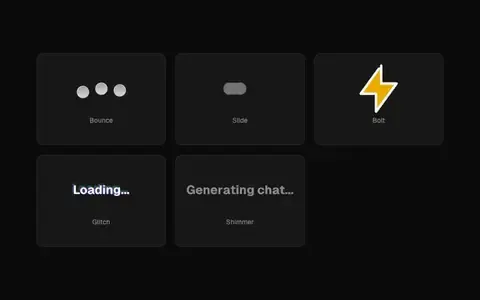 Bounce
Slide
Bolt
Loading...
Generating chat...
Glitch
Shimmer